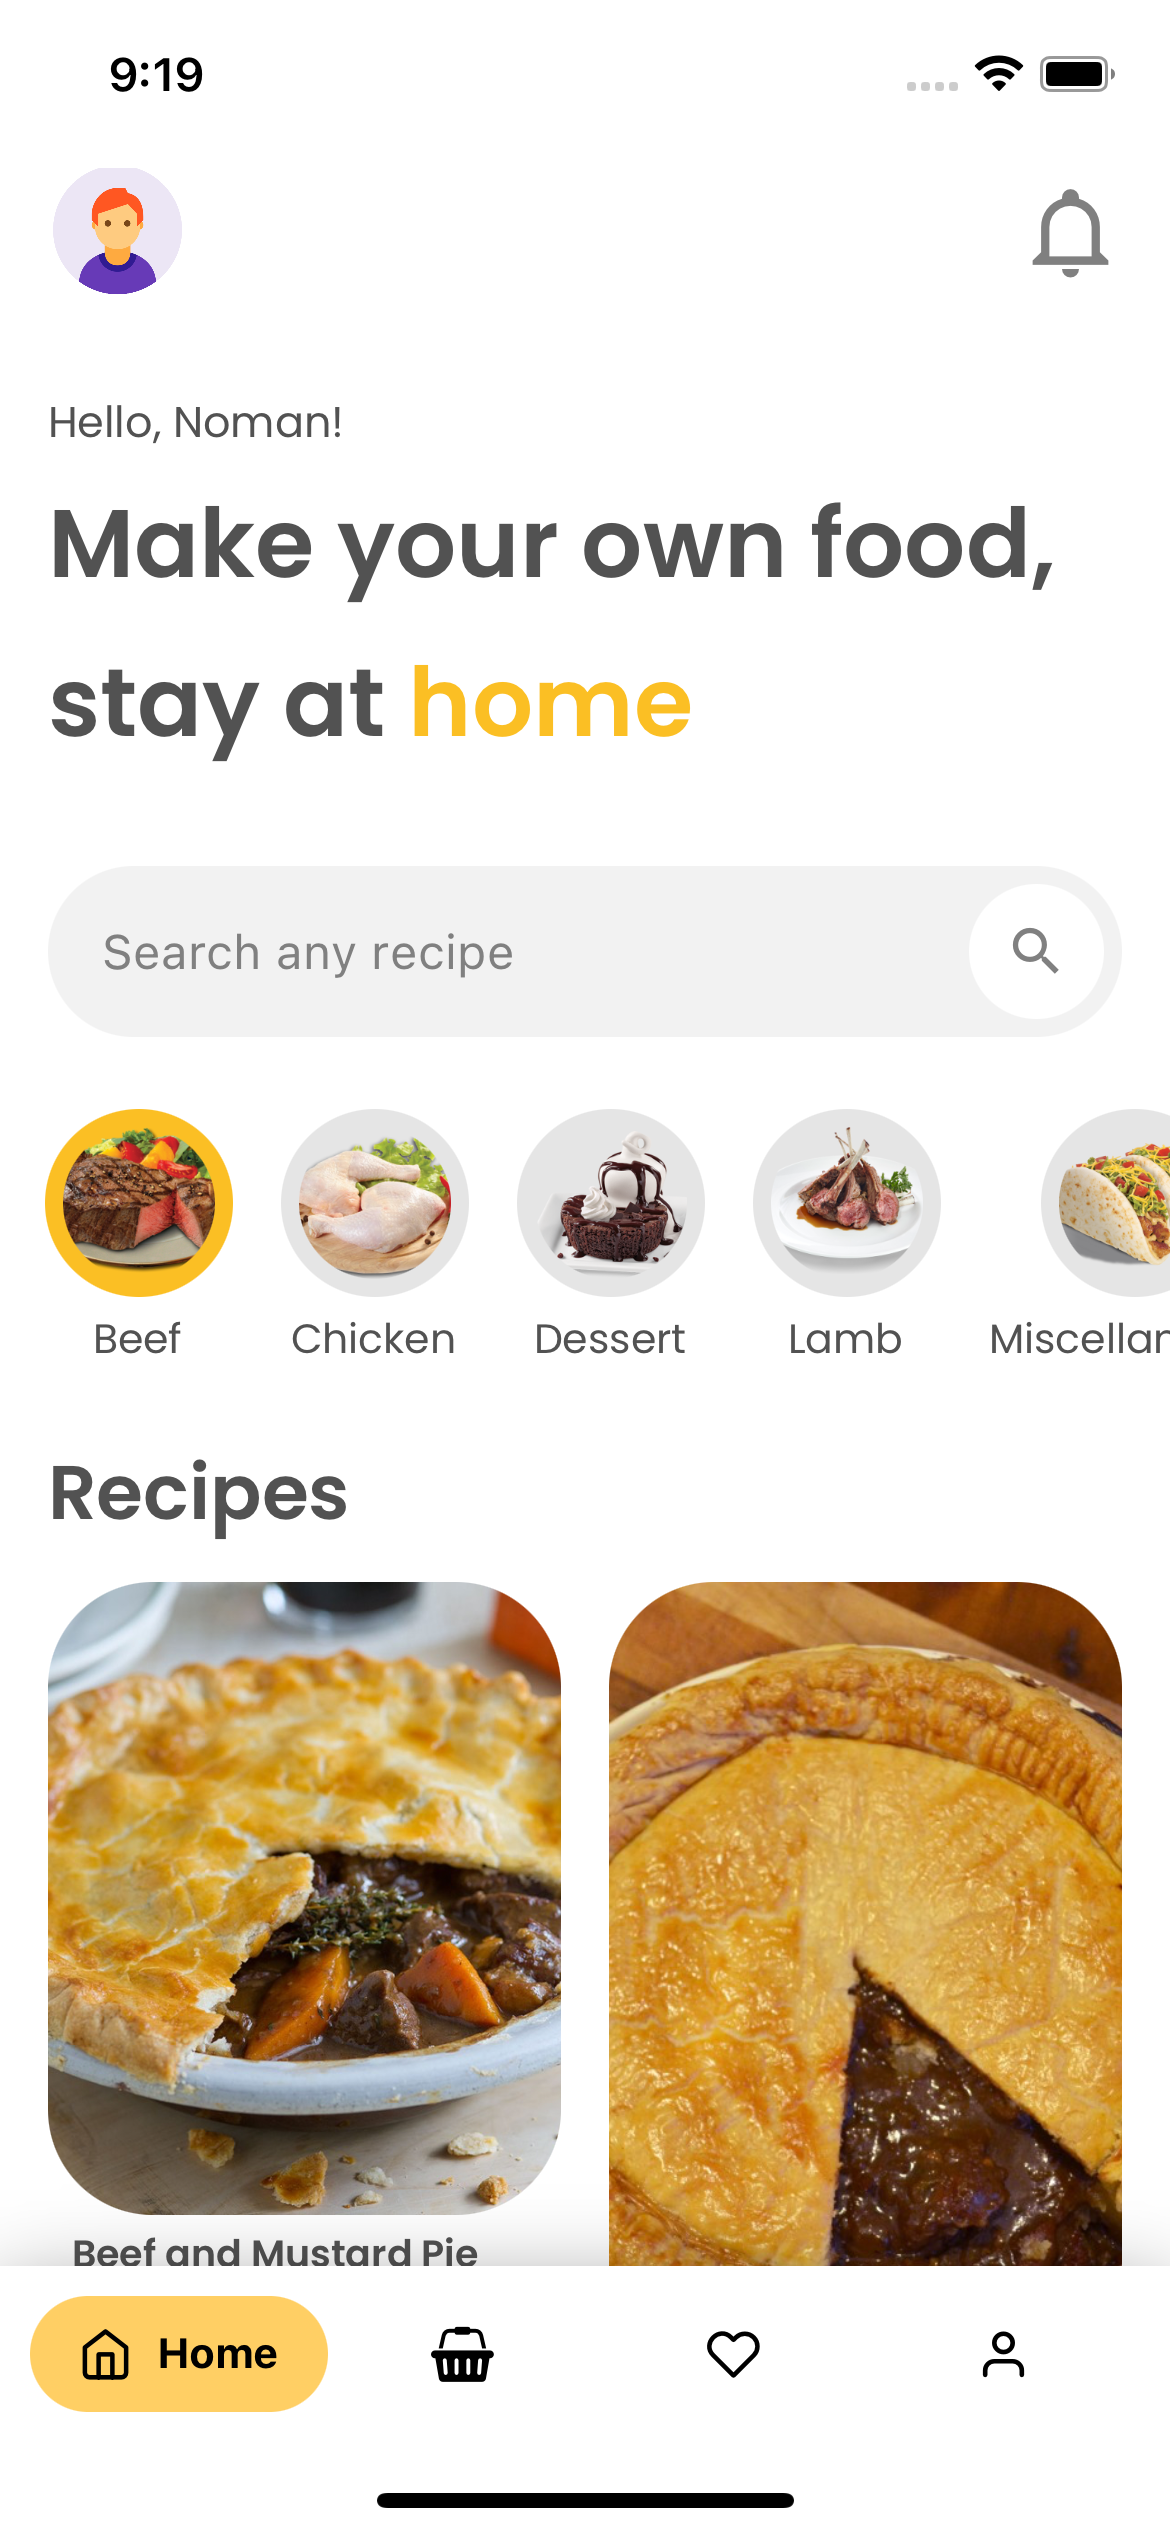 9:19
Hello, Noman!
Make your own food,
stay at home
Search any recipe
Beef Chicken Dessert Lamb Miscellan
Recipes
Beef and Mustard Pie
Home